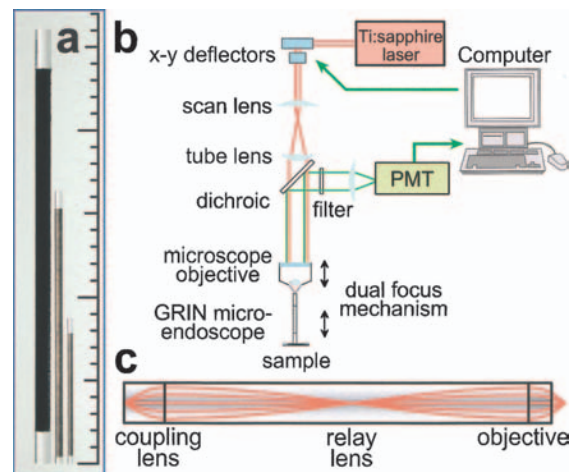 a
b
Ti:sapphire
laser
x-y deflectors
Computer
scan lens
tube lens
PMT
dichroic
filter
microscope
objective
dual focus
mechanism
GRIN micro-
endoscope
sample
c
coupling
lens
relay
lens
objective